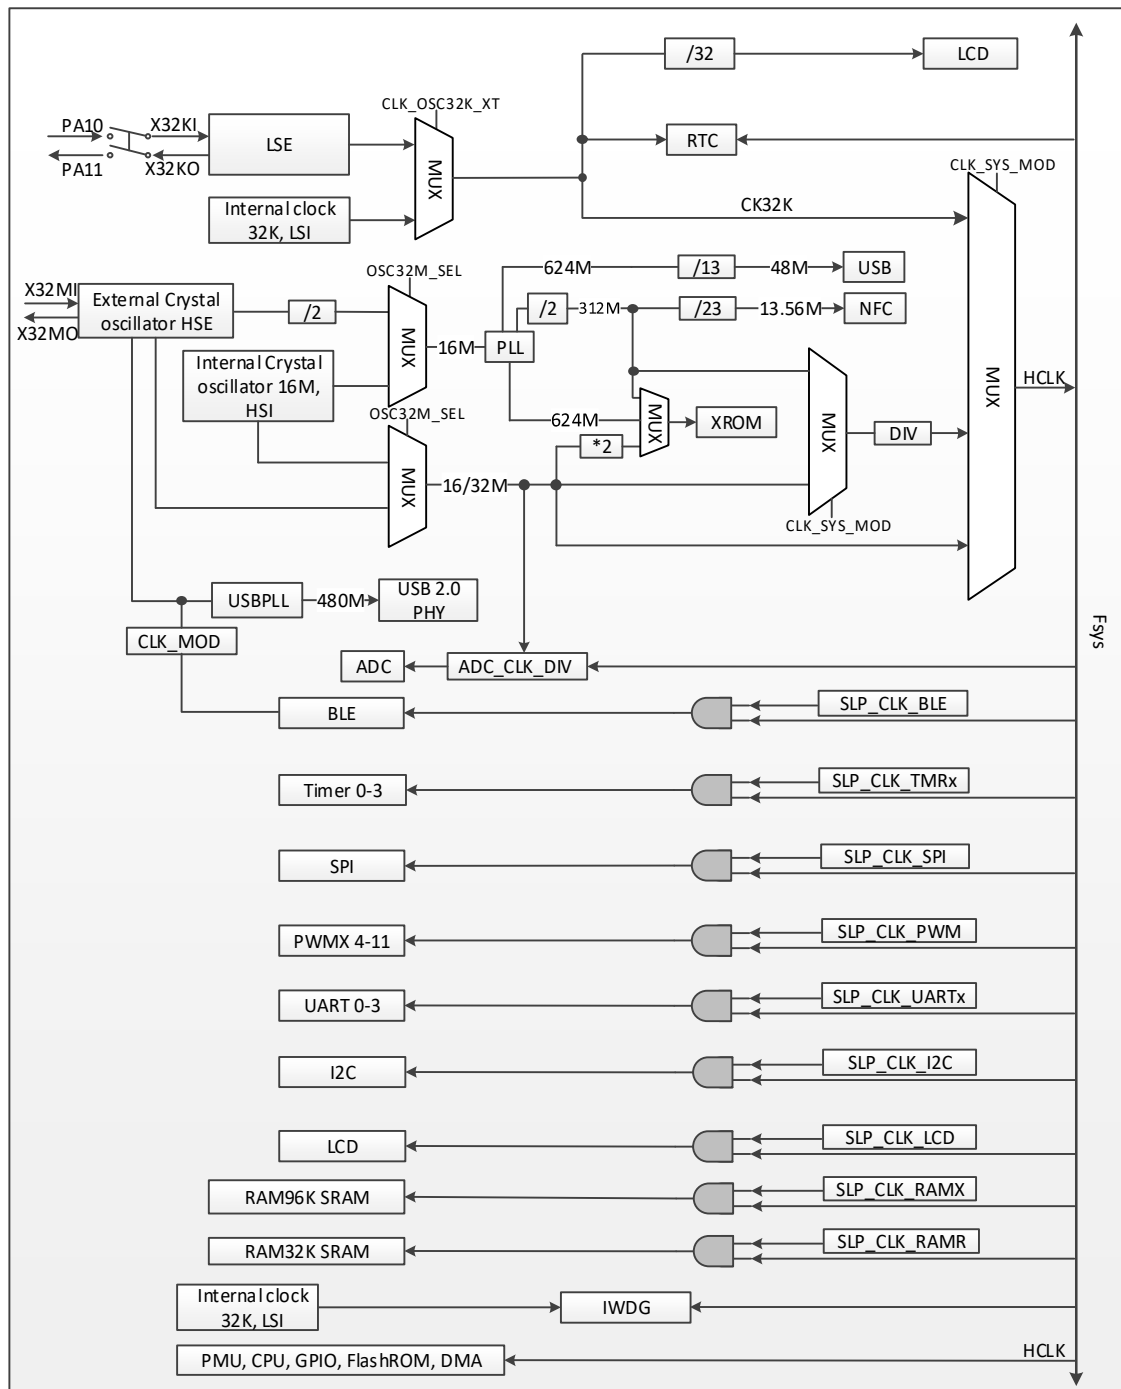 /32
LCD
CLK_OSC32K_XT
PA10
X32KI
LSE
MUX
RTC
PA11
X32KO
CLK_SYS_MOD
Internal clock
32K, LSI
CK32K
MUX
HCLK
OSC32M_SEL
624M
/13
48M
USB
X32MI
X32MO
External Crystal
oscillator HSE
/2
MUX
/2
312M
/23
13.56M
NFC
16M
PLL
Internal Crystal
oscillator 16M,
HSI
OSC32M_SEL
624M
MUX
XROM
MUX
DIV
*2
MUX
16/32M
CLK_SYS_MOD
USBPLL
480M
USB 2.0
PHY
CLK_MOD
Fsys
ADC
ADC_CLK_DIV
BLE
SLP_CLK_BLE
Timer 0-3
SLP_CLK_TMRx
SPI
SLP_CLK_SPI
PWMX 4-11
SLP_CLK_PWM
UART 0-3
SLP_CLK_UARTx
I2C
SLP_CLK_I2C
LCD
SLP_CLK_LCD
RAM96K SRAM
SLP_CLK_RAMX
RAM32K SRAM
SLP_CLK_RAMR
Internal clock
32K, LSI
IWDG
PMU, CPU, GPIO, FlashROM, DMA
HCLK